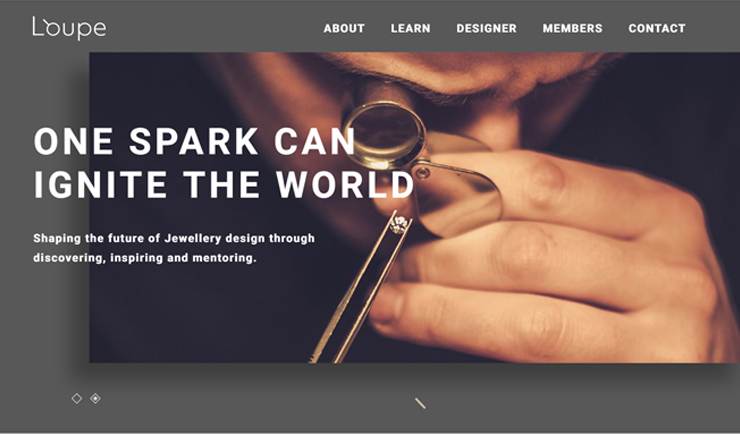 L'oupe
ABOUT LEARN DESIGNER MEMBERS CONTACT
ONE SPARK CAN
IGNITE THE WORLD
Shaping the future of Jewellery design through
discovering, inspiring and mentoring.